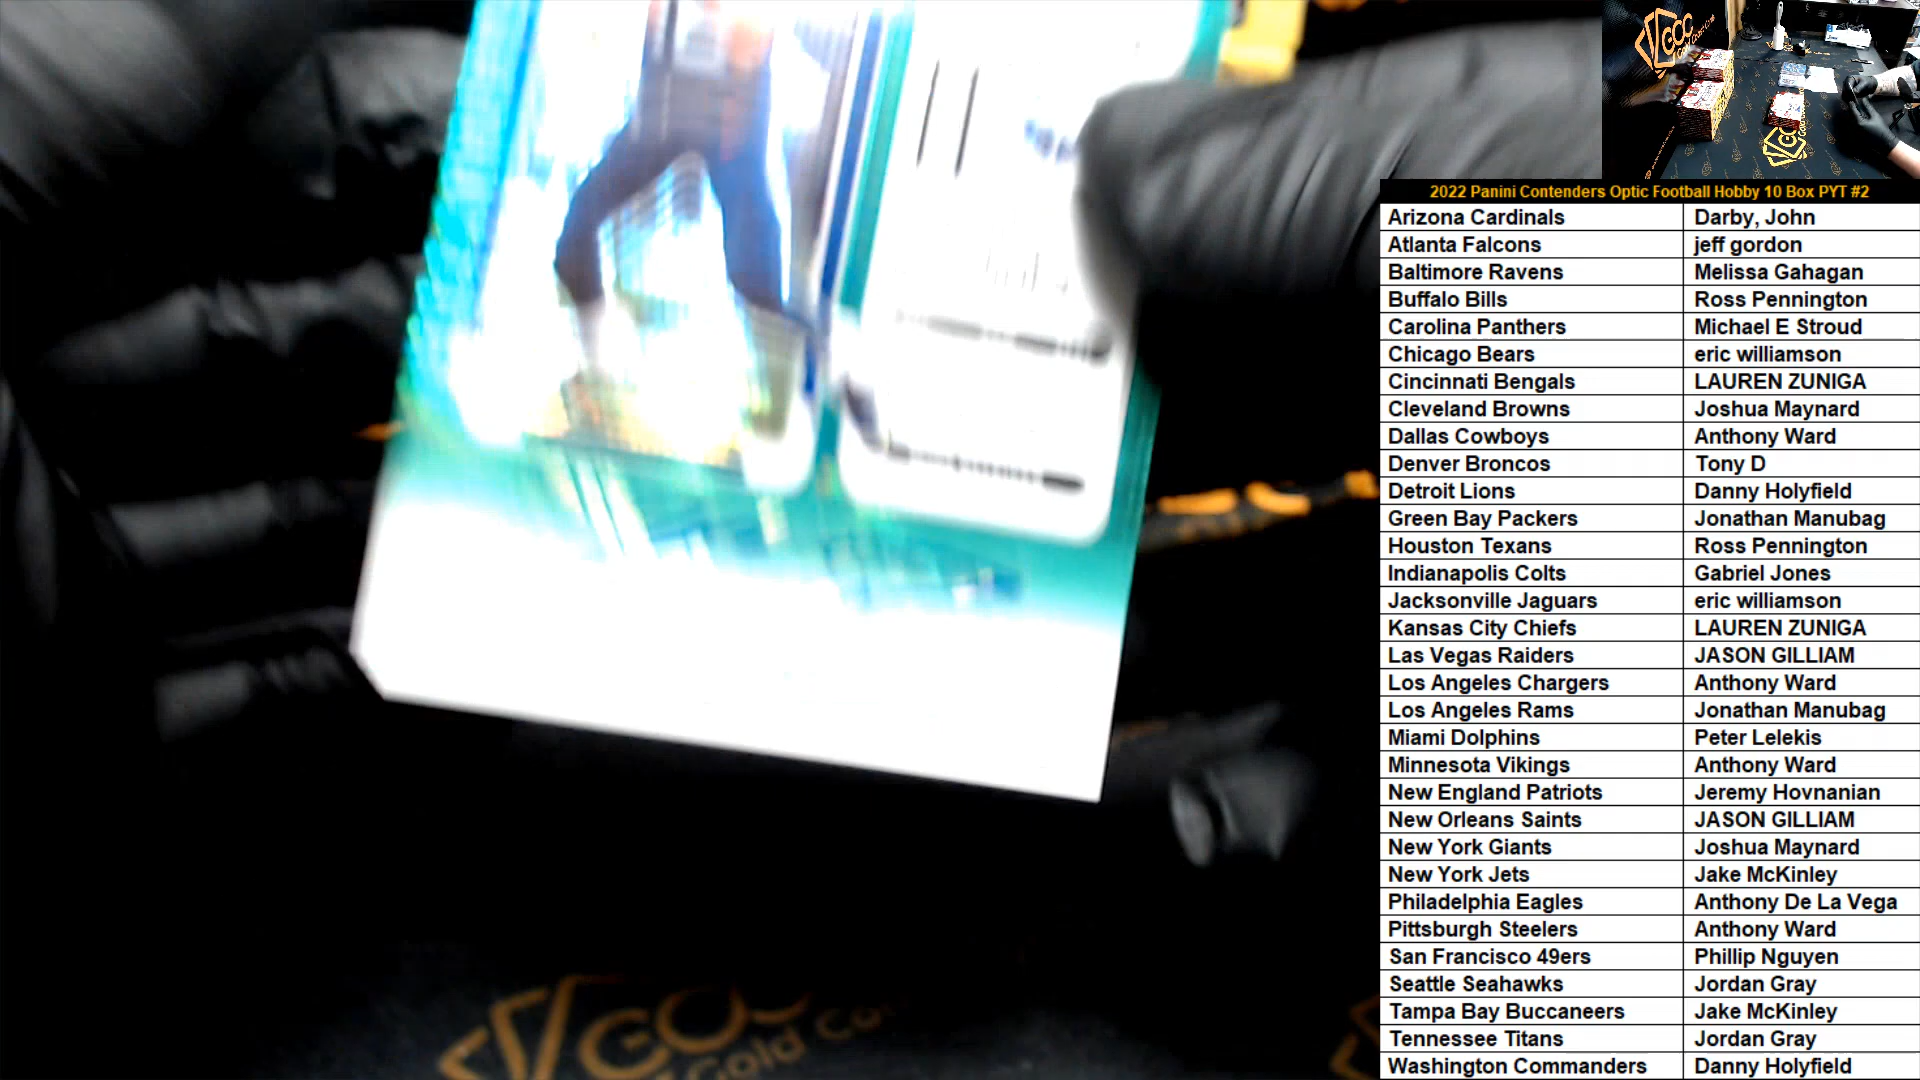 GCC
Gold
2022 Panini Contenders Optic Football Hobby 10 Box PYT #2
Arizona Cardinals Darby, John
Atlanta Falcons jeff gordon
Baltimore Ravens Melissa Gahagan
Buffalo Bills Ross Pennington
Carolina Panthers Michael E Stroud
Chicago Bears eric williamson
Cincinnati Bengals LAUREN ZUNIGA
Cleveland Browns Joshua Maynard
Dallas Cowboys Anthony Ward
Denver Broncos Tony D
Detroit Lions Danny Holyfield
Green Bay Packers Jonathan Manubag
Houston Texans Ross Pennington
Indianapolis Colts Gabriel Jones
Jacksonville Jaguars eric williamson
Kansas City Chiefs LAUREN ZUNIGA
Las Vegas Raiders JASON GILLIAM
Los Angeles Chargers Anthony Ward
Los Angeles Rams Jonathan Manubag
Miami Dolphins Peter Lelekis
Minnesota Vikings Anthony Ward
New England Patriots Jeremy Hovnanian
New Orleans Saints JASON GILLIAM
New York Giants Joshua Maynard
New York Jets Jake McKinley
Philadelphia Eagles Anthony De La Vega
Pittsburgh Steelers Anthony Ward
San Francisco 49ers Phillip Nguyen
Seattle Seahawks Jordan Gray
Tampa Bay Buccaneers Jake McKinley
Tennessee Titans Jordan Gray
Washington Commanders Danny Holyfield
Gold